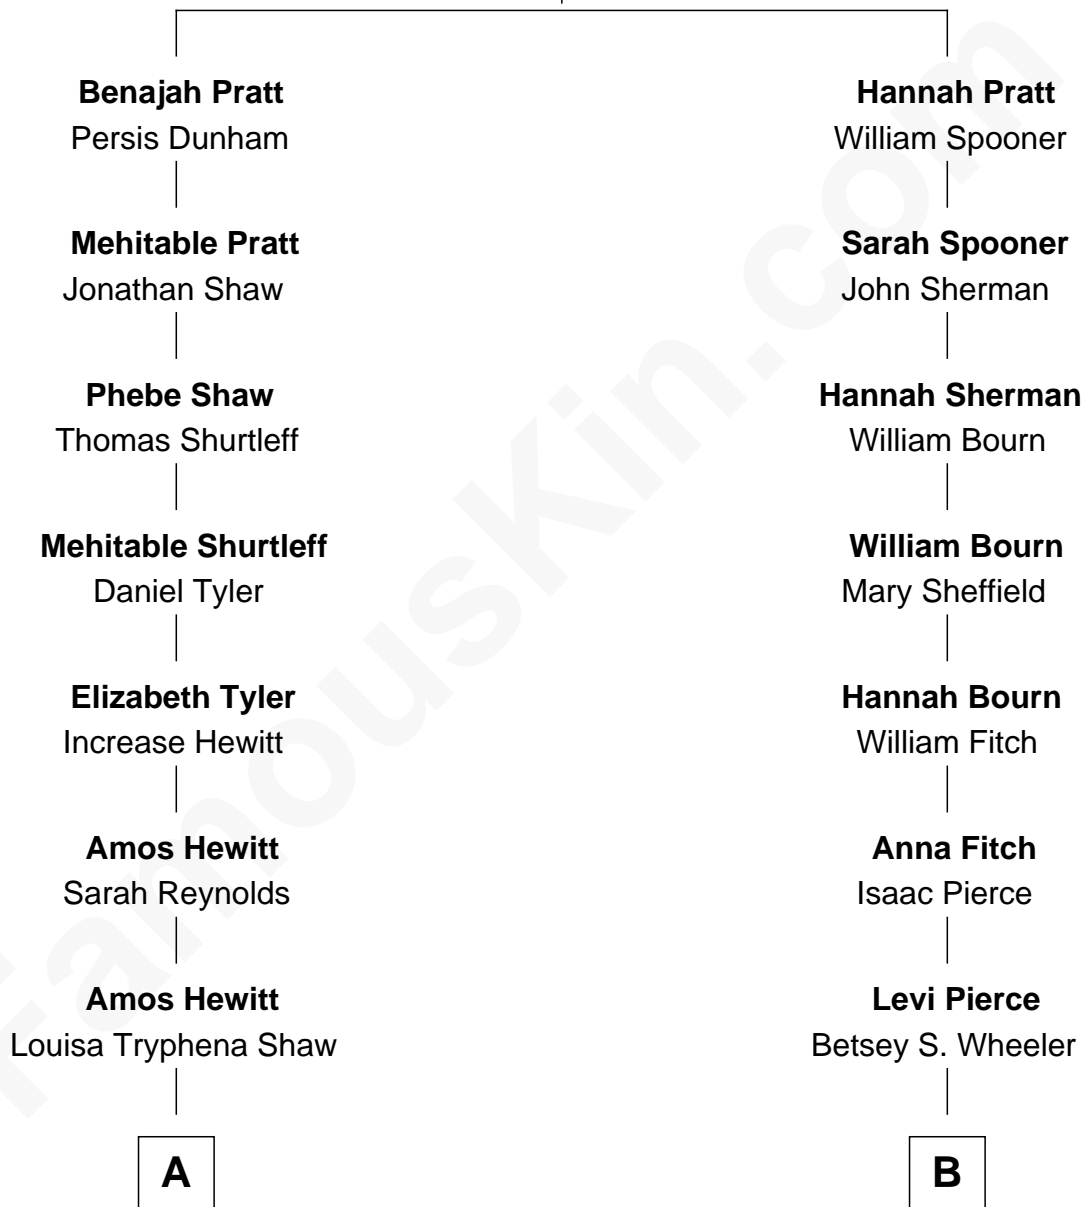 Benajah Pratt
Persis Dunham
Mehitable Pratt
Jonathan Shaw
Phebe Shaw
Thomas Shurtleff
Mehitable Shurtleff
Daniel Tyler
Elizabeth Tyler
Increase Hewitt
Amos Hewitt
Sarah Reynolds
Amos Hewitt
Louisa Tryphena Shaw
A
Hannah Pratt
William Spooner
Sarah Spooner
John Sherman
Hannah Sherman
William Bourn
William Bourn
Mary Sheffield
Hannah Bourn
William Fitch
Anna Fitch
Isaac Pierce
Levi Pierce
Betsey S. Wheeler
B
FamousKin.com